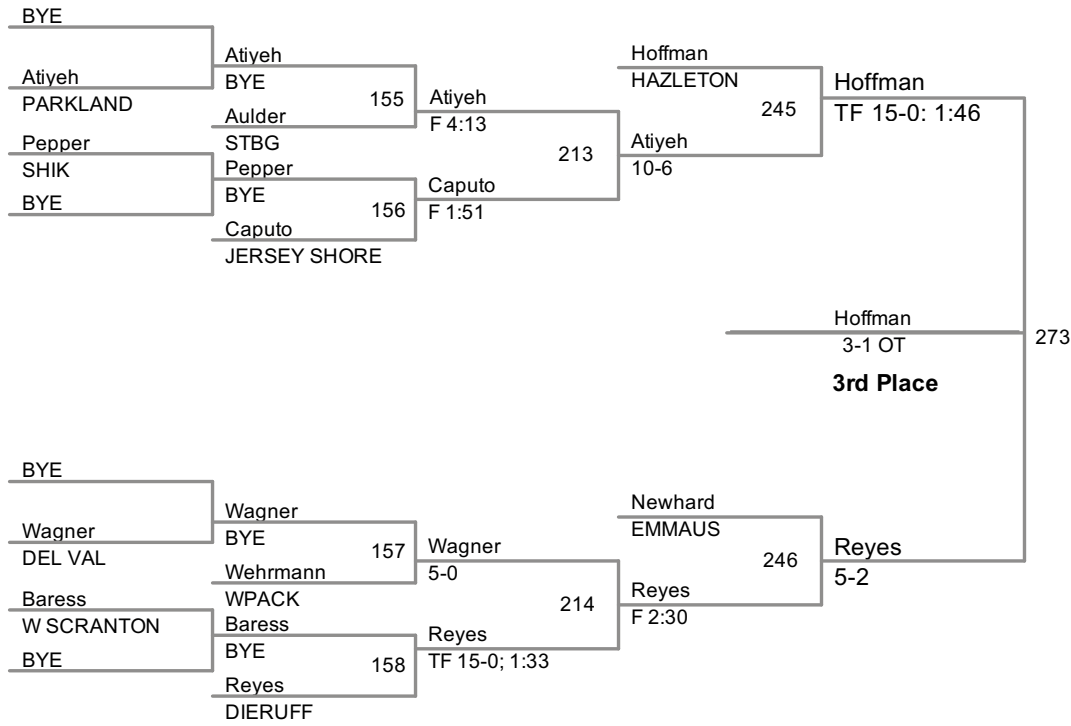 BYE
Atiyeh
PARKLAND
Pepper
SHIK
BYE
Atiyeh
BYE
155
Aulder
STBG
Pepper
BYE
156
Caputo
JERSEY SHORE
Atiyeh
F 4:13
213
Caputo
F 1:51
Hoffman
HAZLETON
245
Atiyeh
10-6
Hoffman
TF 15-0: 1:46
Hoffman
3-1 OT
273
3rd Place
BYE
Wagner
DEL VAL
Baress
W SCRANTON
BYE
Wagner
BYE
157
Wehrmann
WPACK
Baress
BYE
158
Reyes
DIERUFF
Wagner
5-0
214
Reyes
TF 15-0; 1:33
Newhard
EMMAUS
246
Reyes
F 2:30
Reyes
5-2